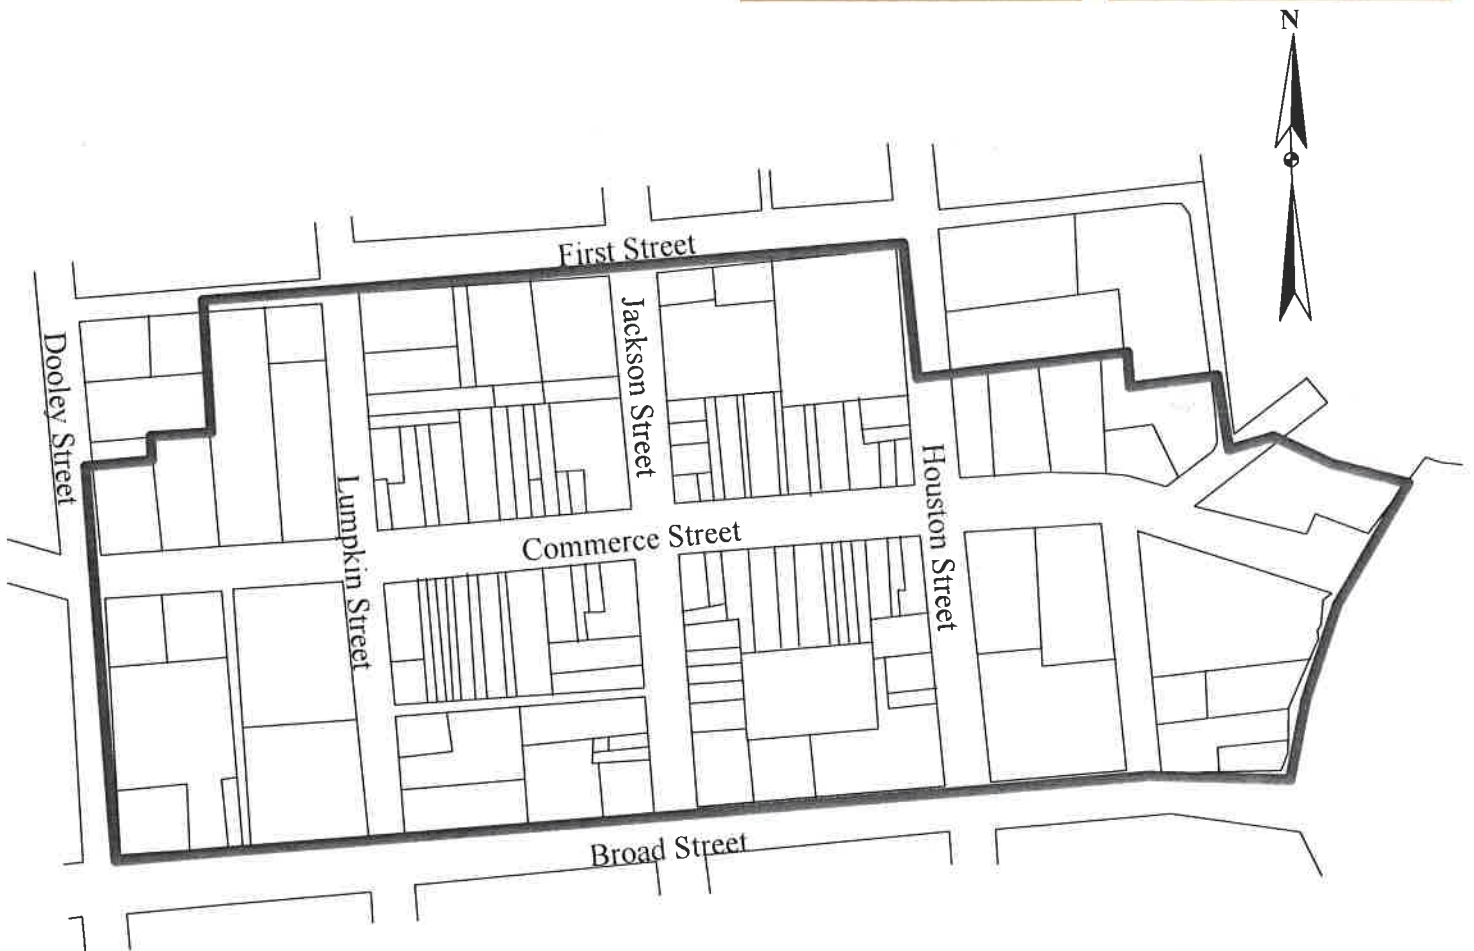 N
First Street
Jackson Street
Dooley Street
Houston Street
Lumpkin Street
Commerce Street
Broad Street